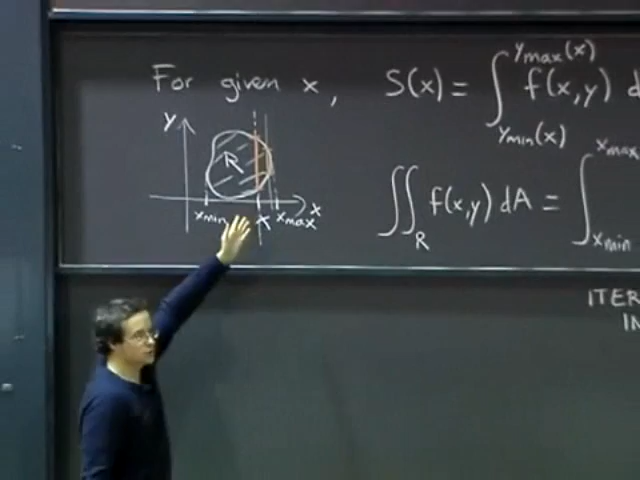 For given x, S(x) = ∫_{ymin(x)}^{ymax(x)} f(x,y) d
y
R
xmin x xmax x
∬_R f(x,y) dA = ∫_{xmin}^{xmax}
ITER
IN